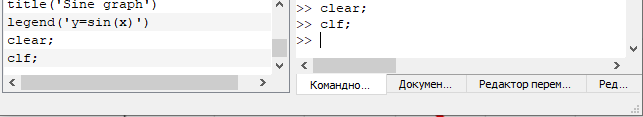 title('Sine graph')
legend('y=sin(x)')
clear;
clf;
>> clear;
>> clf;
>>
Командно... Докумен... Редактор перем... Ред...